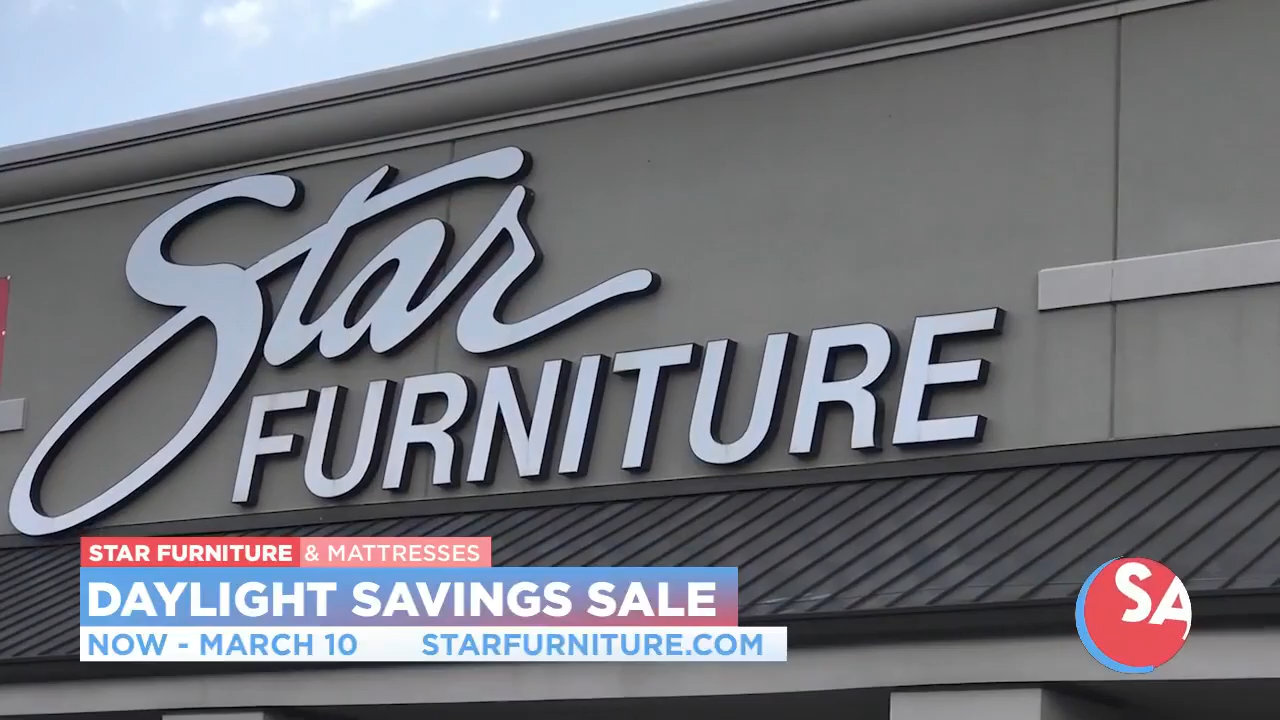 Star
FURNITURE
STAR FURNITURE & MATTRESSES
DAYLIGHT SAVINGS SALE
NOW - MARCH 10 STARFURNITURE.COM
SA